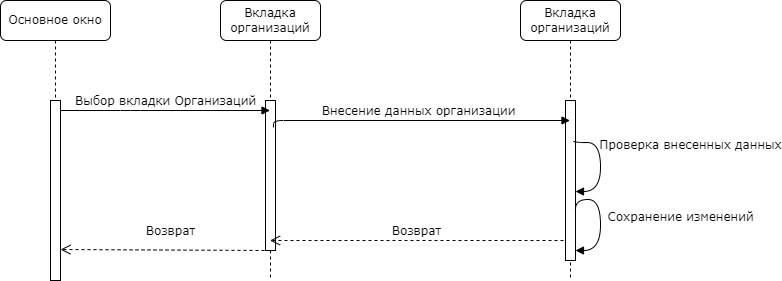 Основное окно
Вкладка
организаций
Вкладка
организаций
Выбор вкладки Организаций
Внесение данных организации
Проверка внесенных данных
Сохранение изменений
Возврат
Возврат